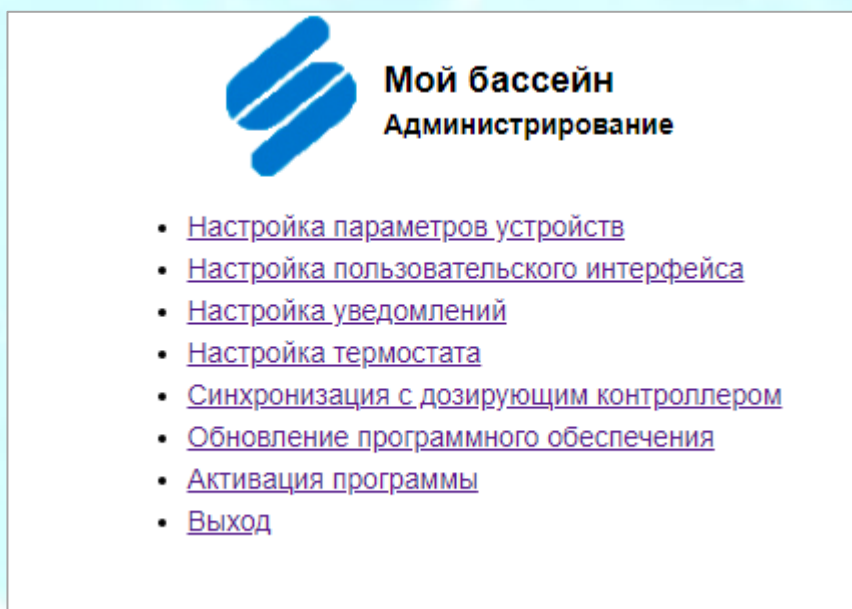 Мой бассейн
Администрирование
Настройка параметров устройств
Настройка пользовательского интерфейса
Настройка уведомлений
Настройка термостата
Синхронизация с дозирующим контроллером
Обновление программного обеспечения
Активация программы
Выход